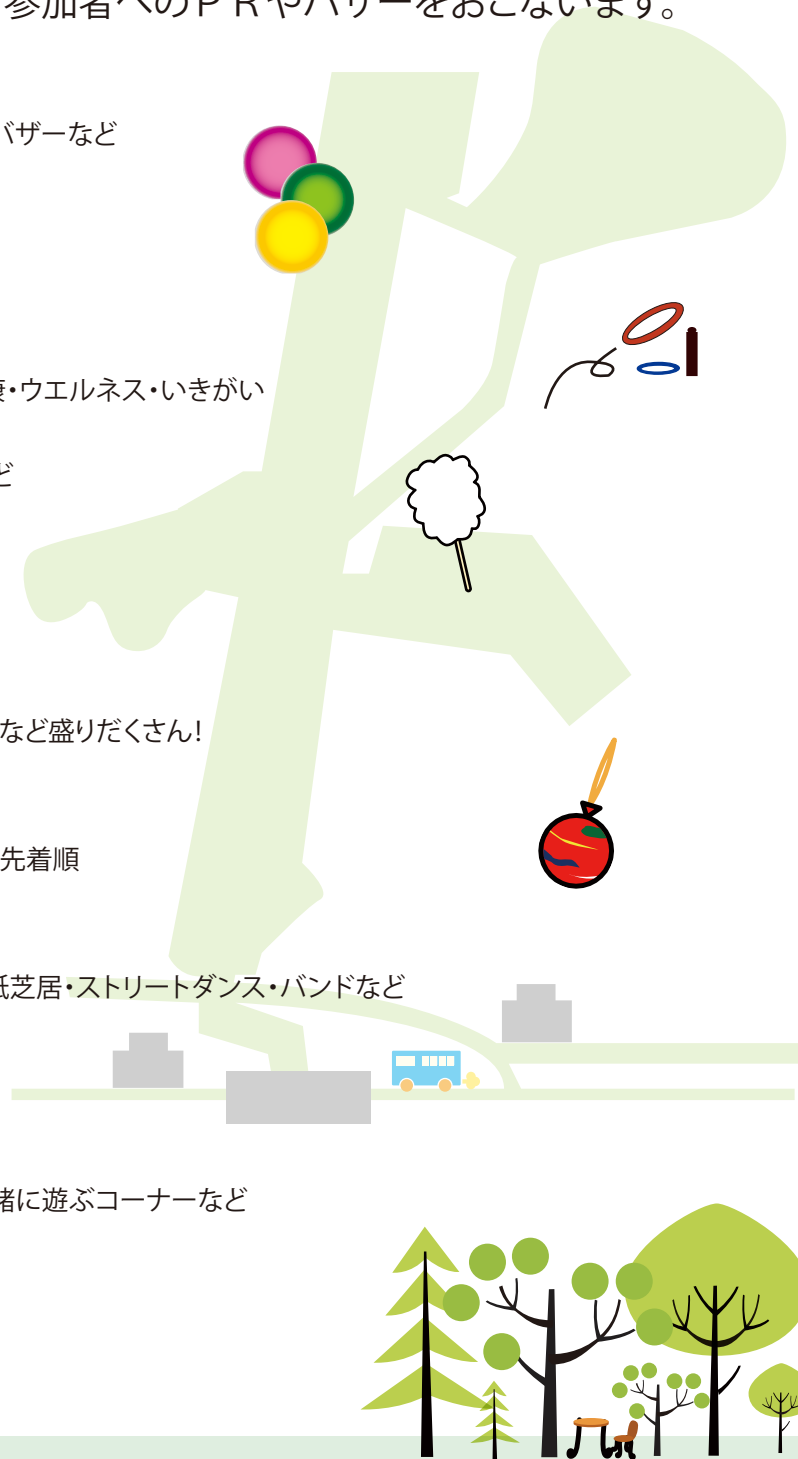 参加者へのＰＲやバザーをおこないます。
バザーなど
・ウエルネス・いきがい
ど
など盛りだくさん！
先着順
紙芝居・ストリートダンス・バンドなど
緒に遊ぶコーナーなど